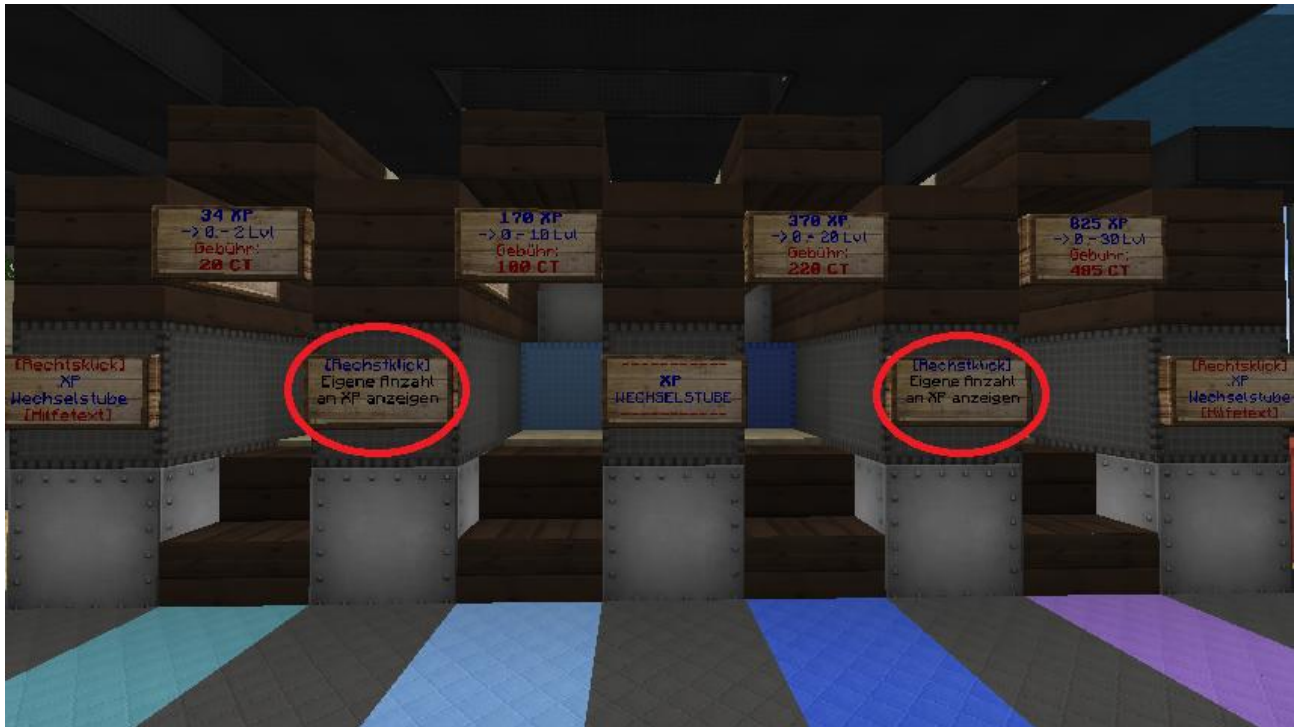 34 XP
-> 0 - 2 Lvl
Gebühr:
20 CT
170 XP
-> 0 - 10 Lvl
Gebühr:
100 CT
370 XP
-> 0 - 20 Lvl
Gebühr:
220 CT
825 XP
-> 0 - 30 Lvl
Gebühr:
485 CT
[Rechtsklick]
XP
Wechselstube
[Hilfetext]
[Rechstklick]
Eigene Anzahl
an XP anzeigen
XP
WECHSELSTUBE
[Rechstklick]
Eigene Anzahl
an XP anzeigen
[Rechtsklick]
XP
Wechselstube
[Hilfetext]